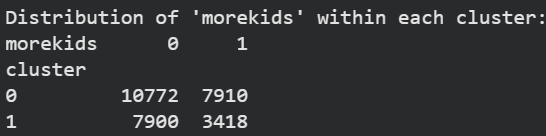 Distribution of 'morekids' within each cluster:
morekids 0 1
cluster
0 10772 7910
1 7900 3418